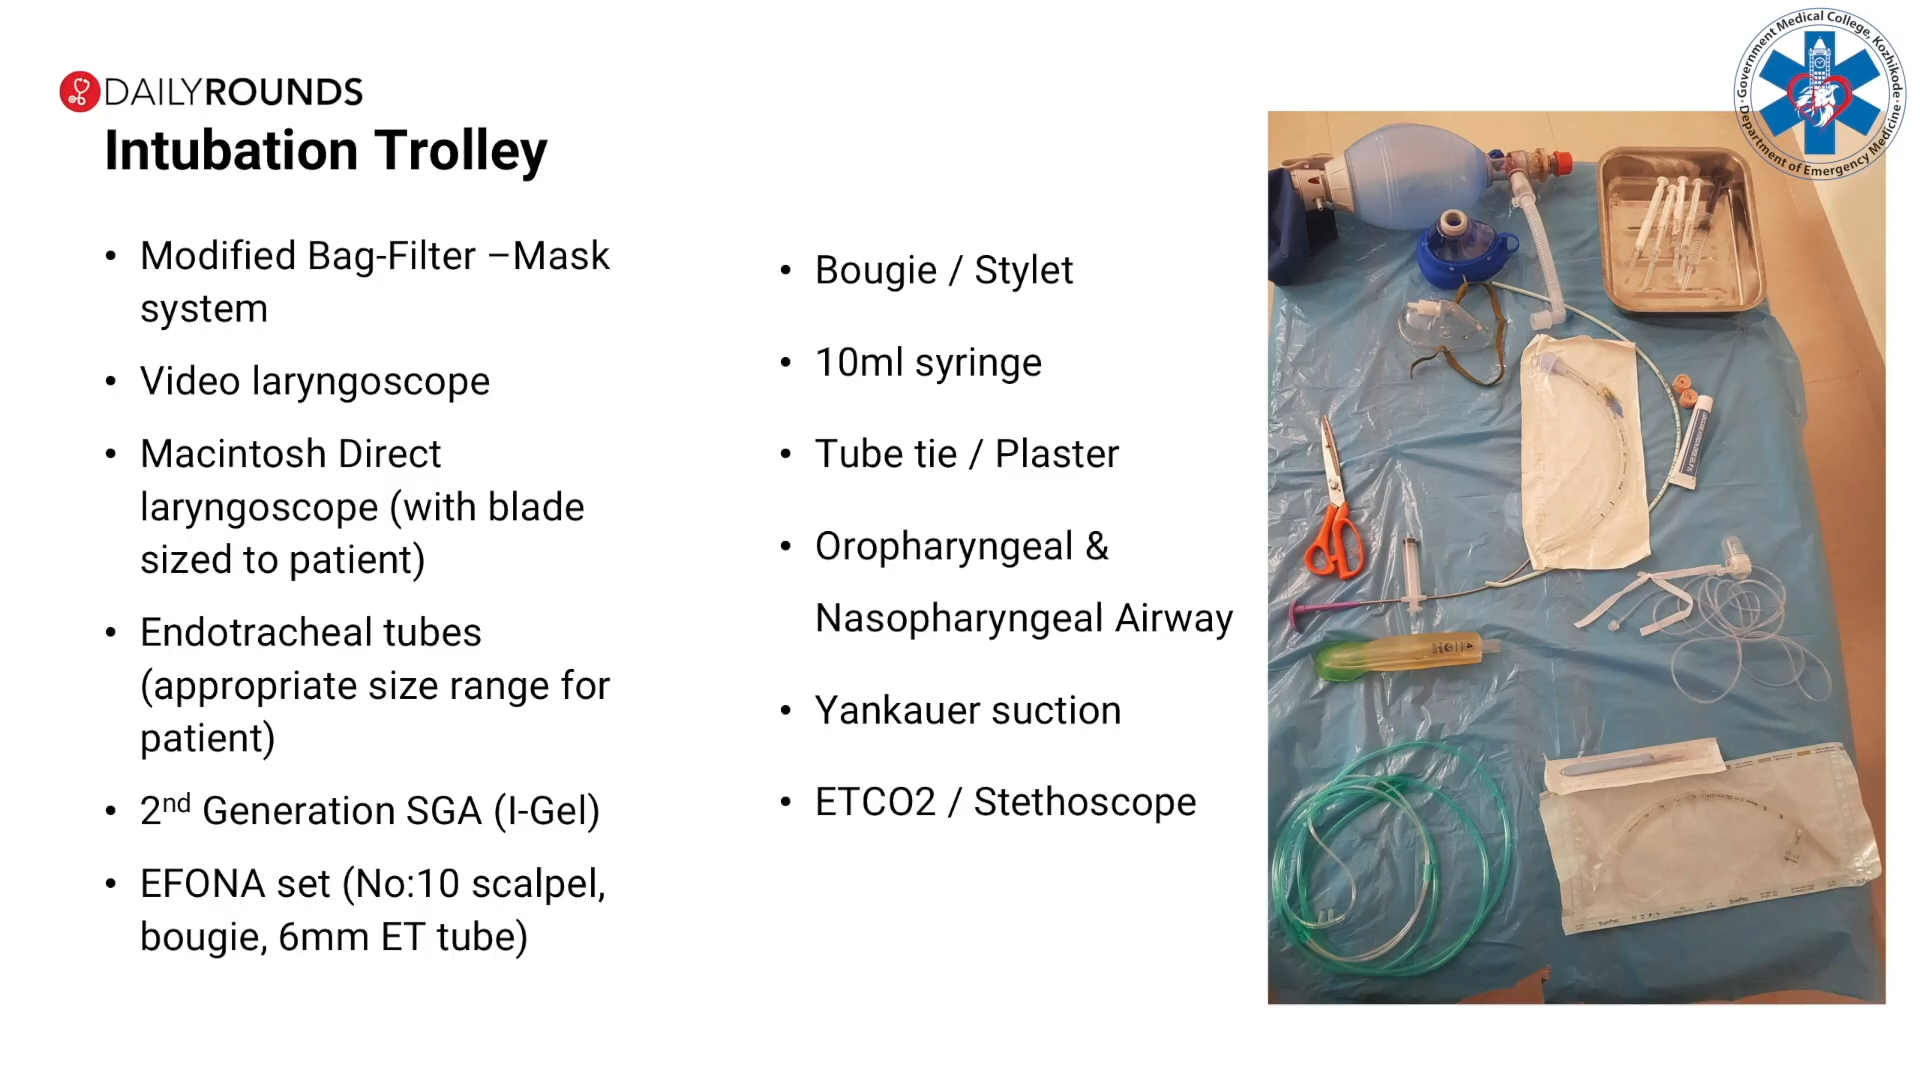 DAILYROUNDS
Intubation Trolley
• Modified Bag-Filter –Mask
system
• Video laryngoscope
• Macintosh Direct
laryngoscope (with blade
sized to patient)
• Endotracheal tubes
(appropriate size range for
patient)
• 2nd Generation SGA (I-Gel)
• EFONA set (No:10 scalpel,
bougie, 6mm ET tube)
• Bougie / Stylet
• 10ml syringe
• Tube tie / Plaster
• Oropharyngeal &
Nasopharyngeal Airway
• Yankauer suction
• ETCO2 / Stethoscope
· Government Medical College, Kozhikode ·
Department of Emergency Medicine